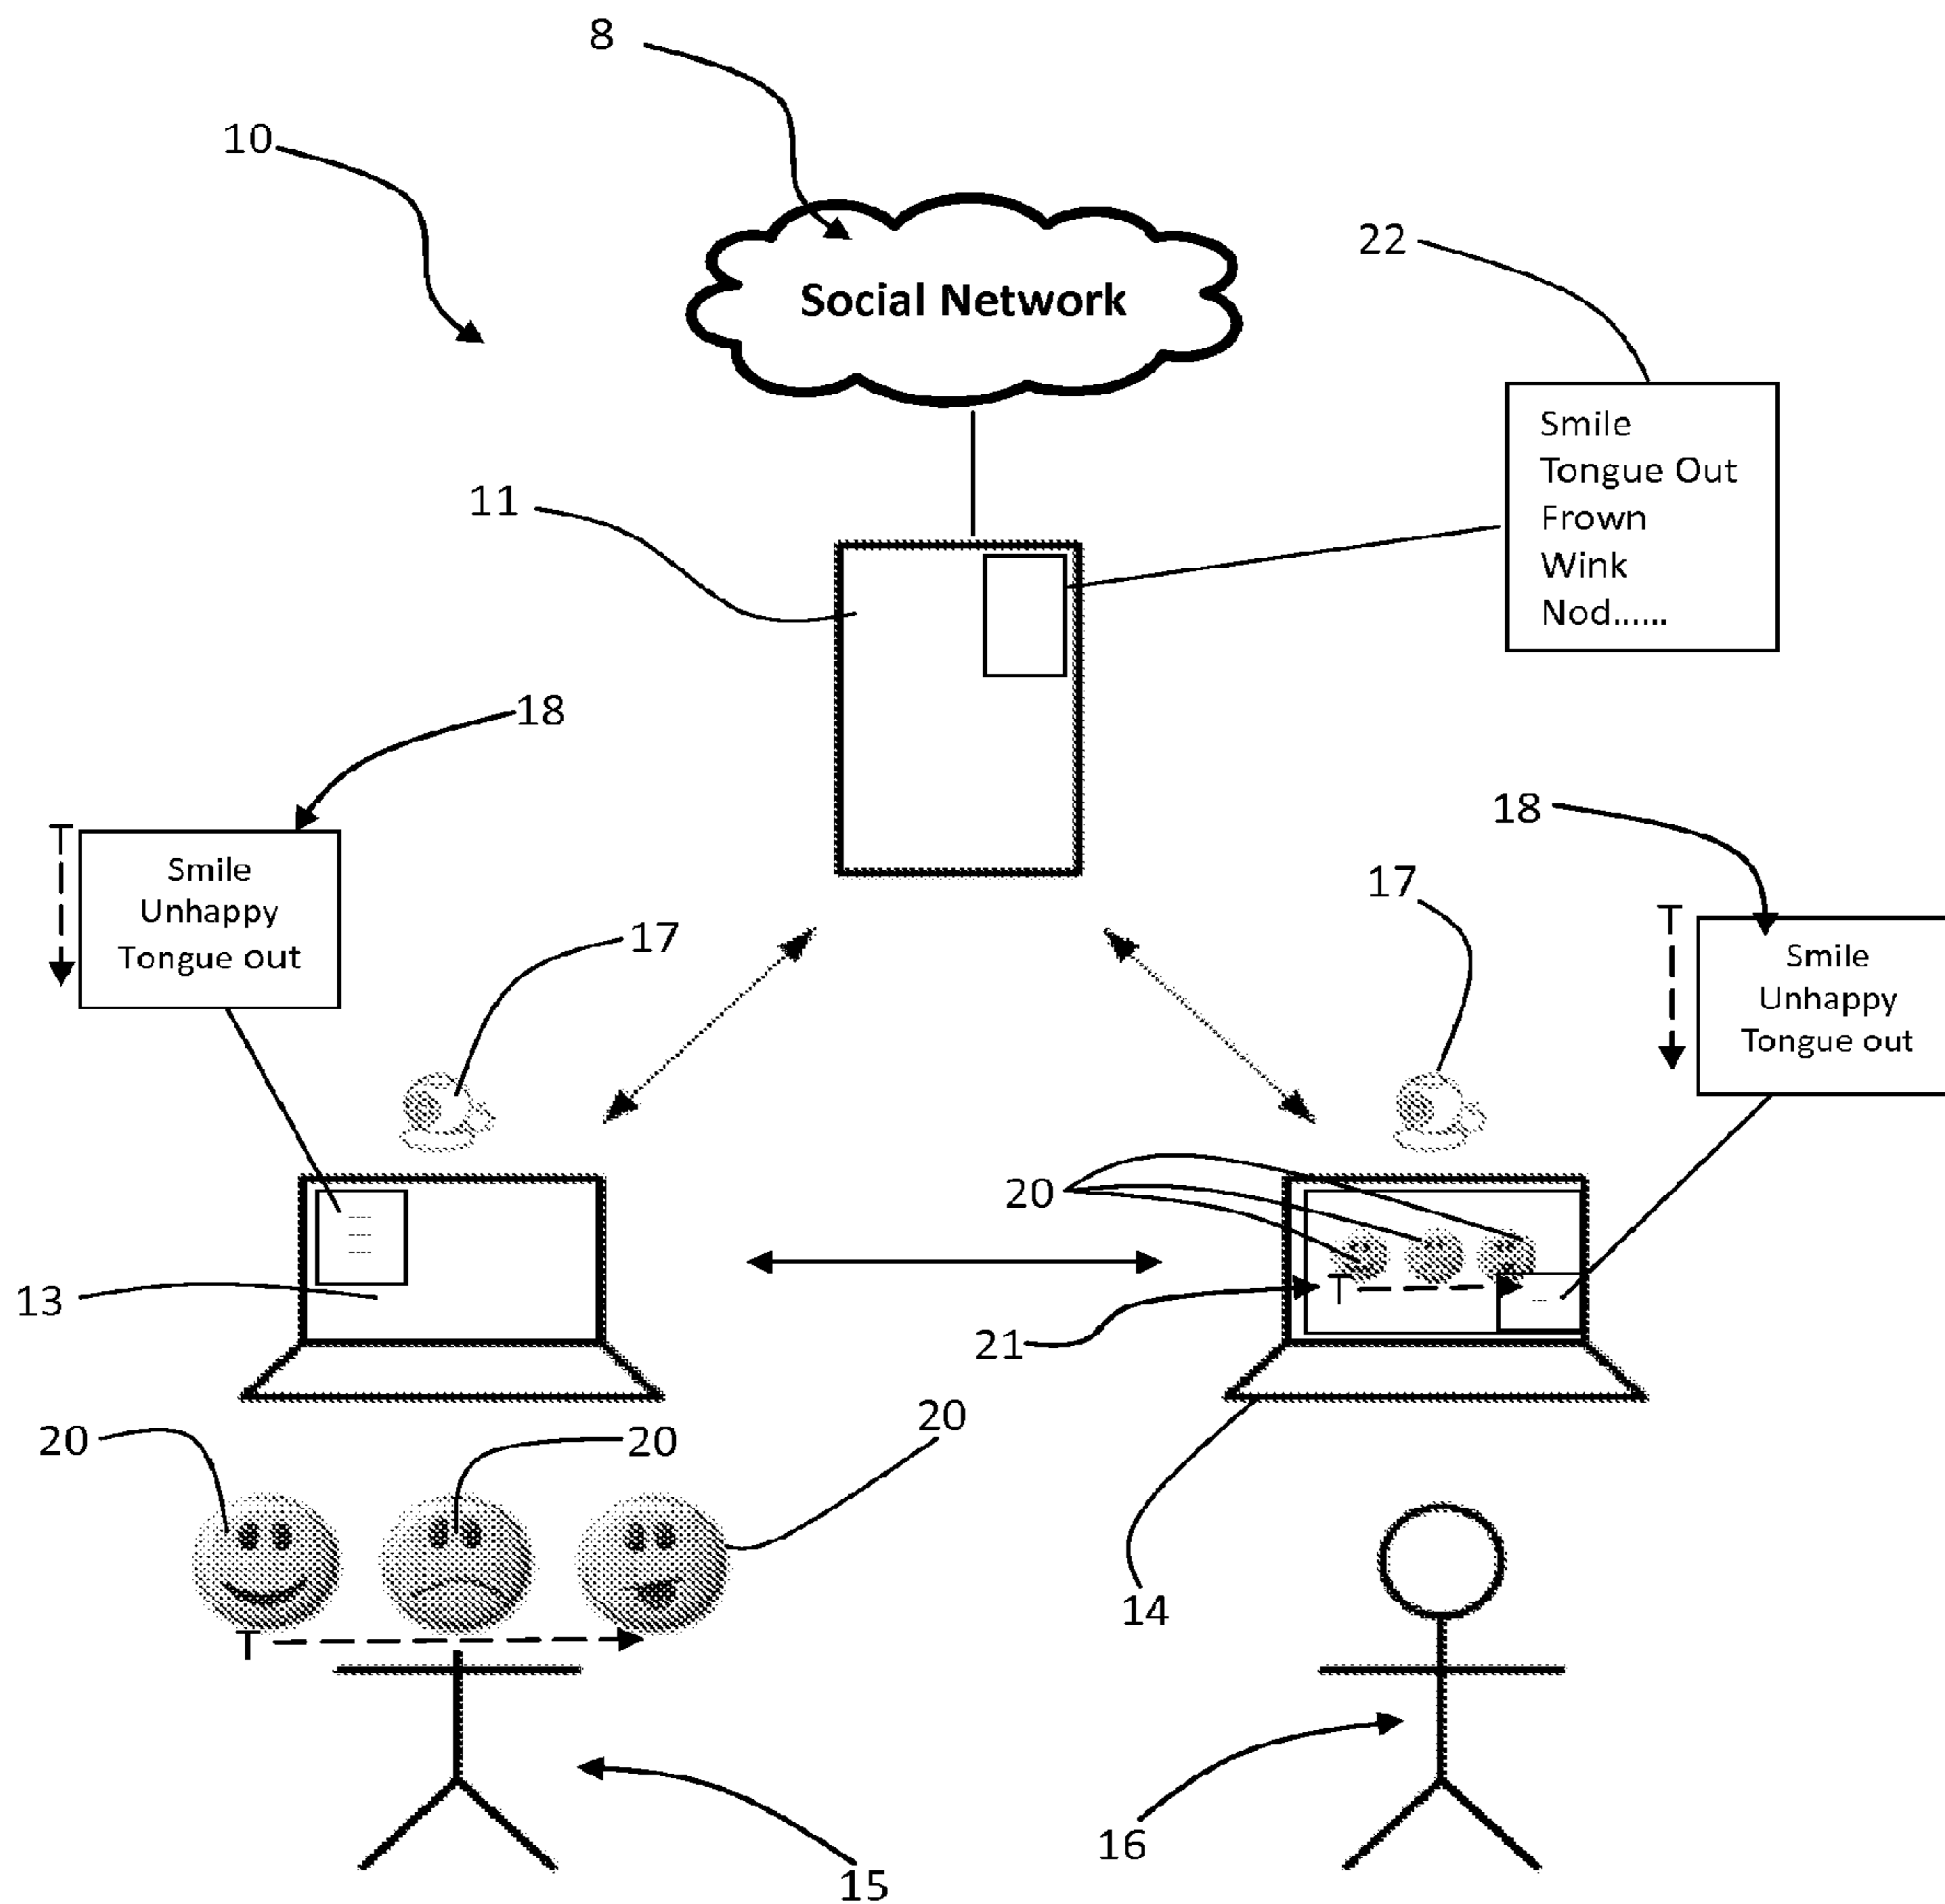 8
10
Social Network
22
Smile
Tongue Out
Frown
Wink
Nod......
11
18
T
Smile
Unhappy
Tongue out
17
18
17
T
Smile
Unhappy
Tongue out
20
13
21
T
20
20
20
T
14
16
15